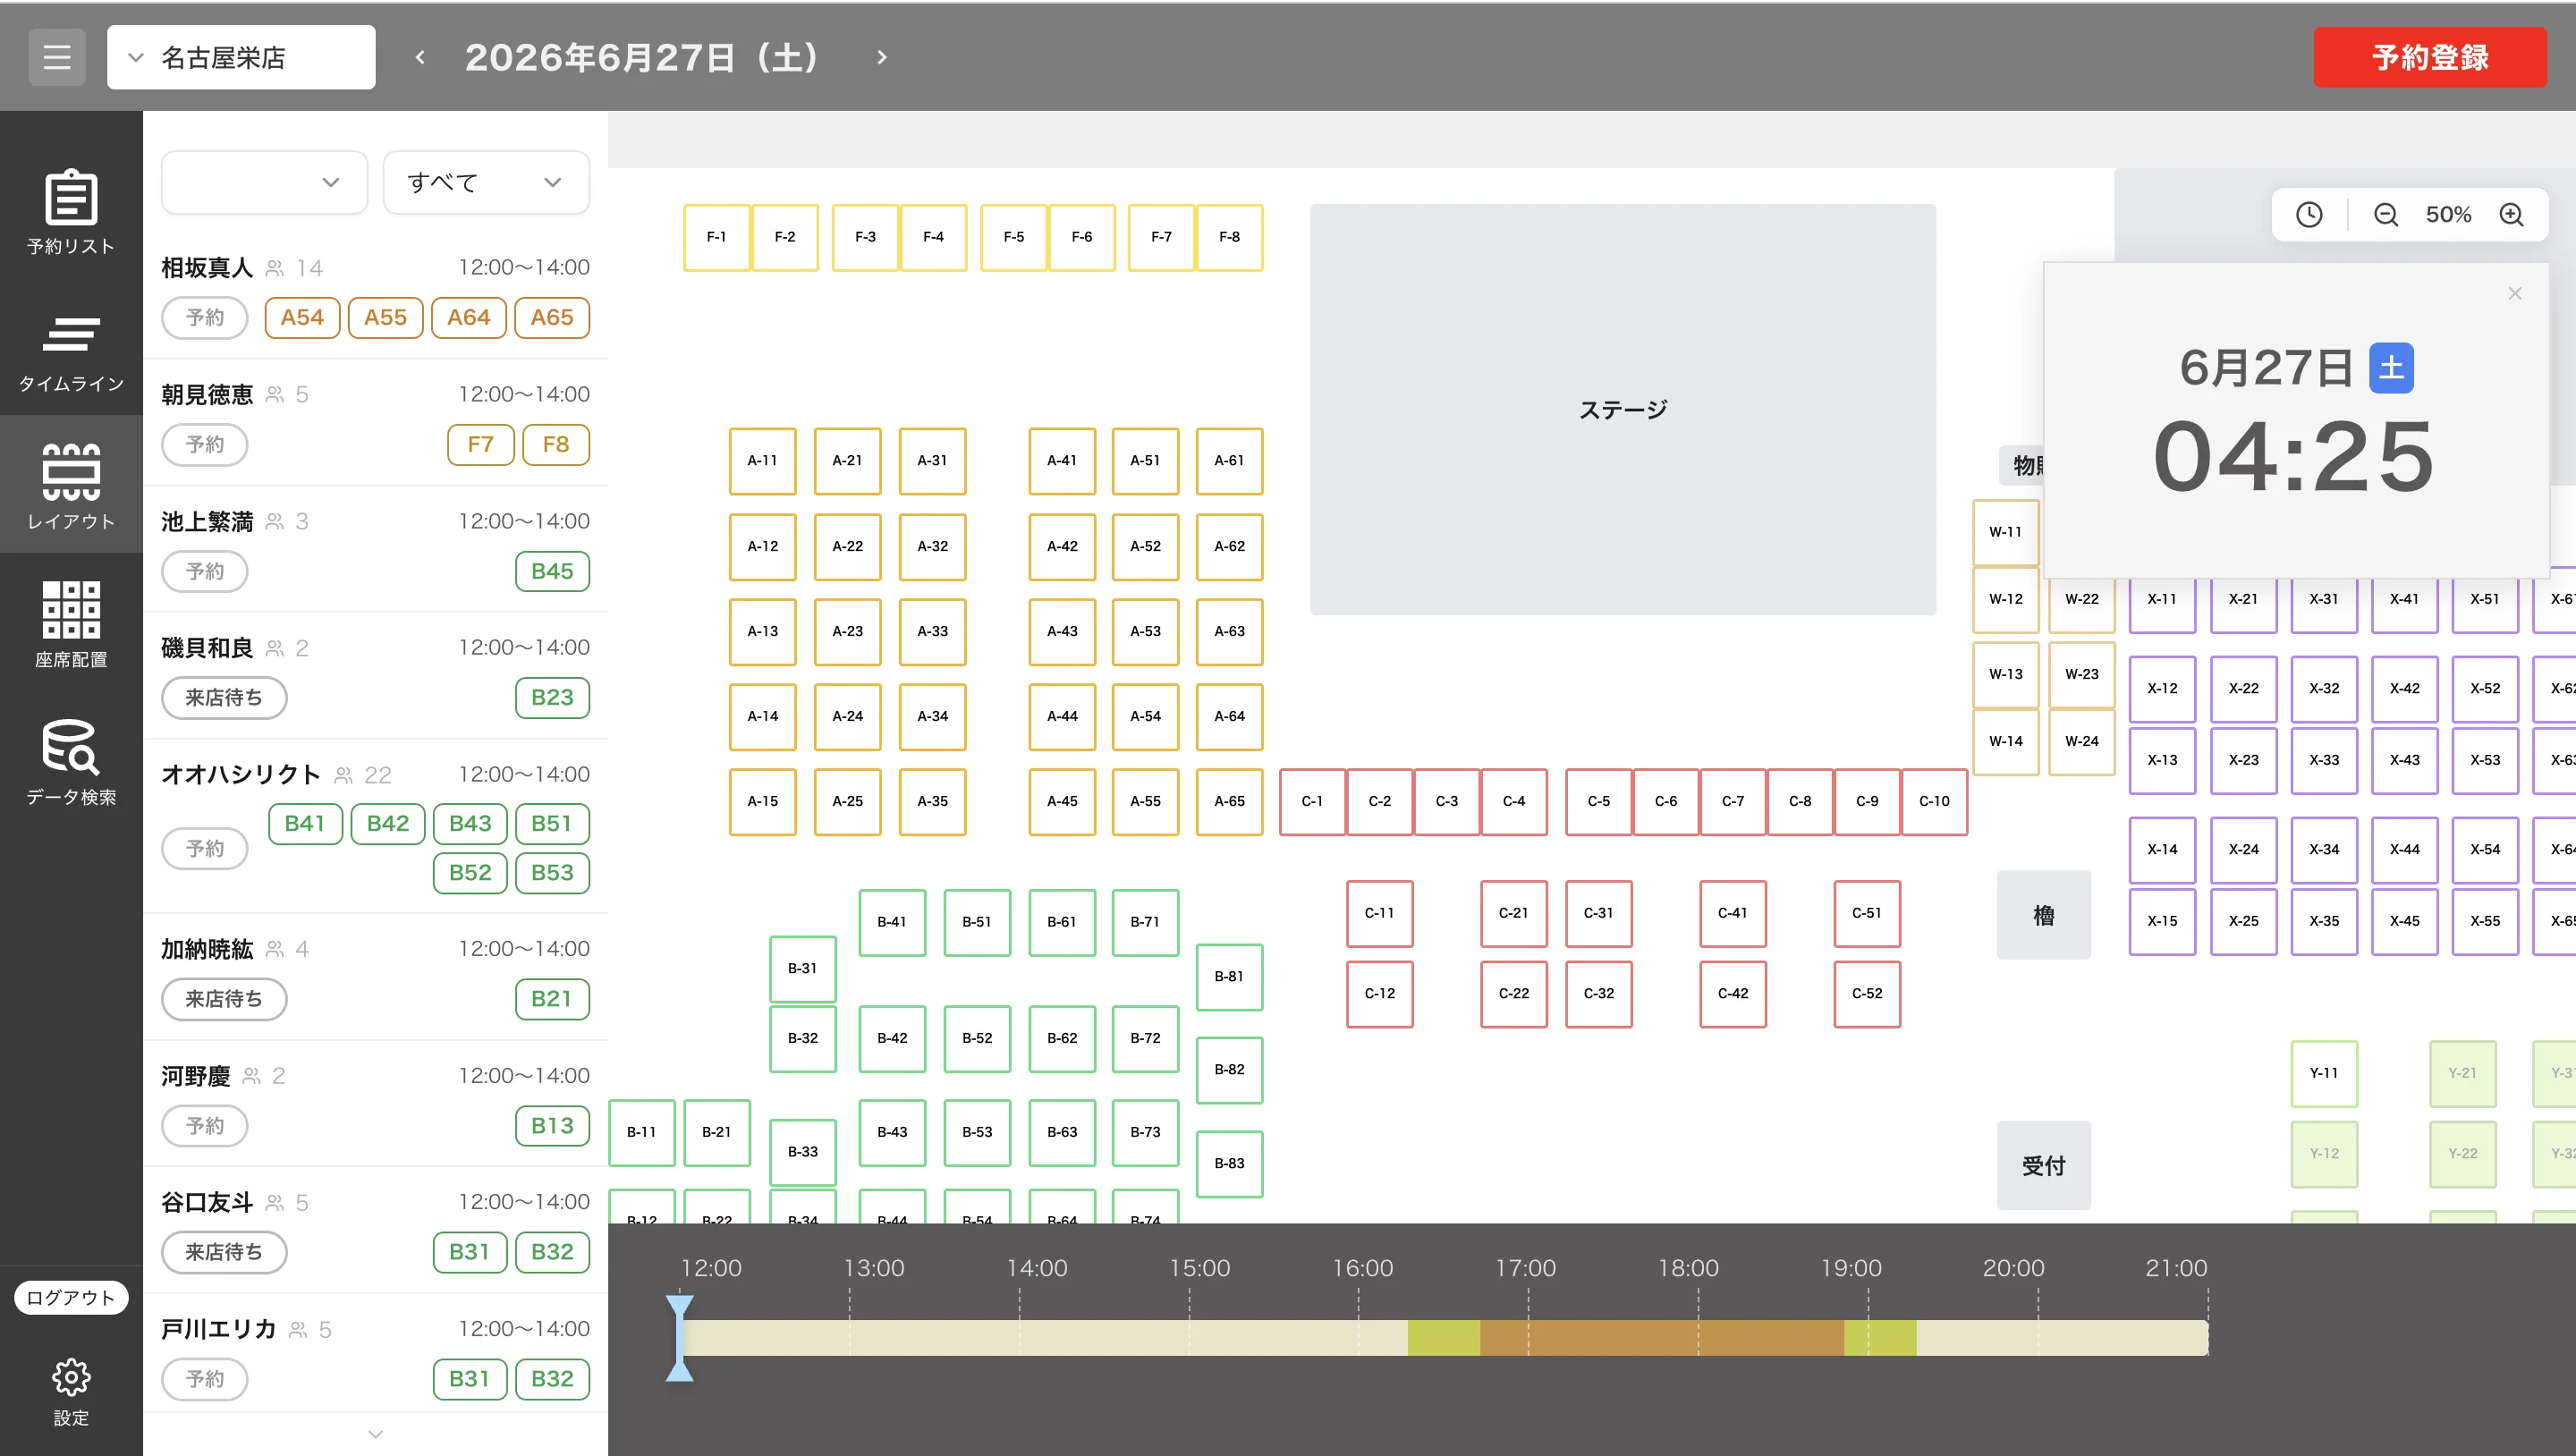 名古屋栄店
2026年6月27日（土）
予約登録
予約リスト
タイムライン
レイアウト
座席配置
データ検索
ログアウト
設定
すべて
相坂真人 14 12:00〜14:00
予約 A54 A55 A64 A65
朝見徳恵 5 12:00〜14:00
予約 F7 F8
池上繁満 3 12:00〜14:00
予約 B45
磯貝和良 2 12:00〜14:00
来店待ち B23
オオハシリクト 22 12:00〜14:00
B41 B42 B43 B51
予約
B52 B53
加納暁紘 4 12:00〜14:00
来店待ち B21
河野慶 2 12:00〜14:00
予約 B13
谷口友斗 5 12:00〜14:00
来店待ち B31 B32
戸川エリカ 5 12:00〜14:00
予約 B31 B32
50%
6月27日 土
04:25
F-1 F-2 F-3 F-4 F-5 F-6 F-7 F-8
ステージ
A-11 A-21 A-31 A-41 A-51 A-61
物
W-11
A-12 A-22 A-32 A-42 A-52 A-62
W-12 W-22 X-11 X-21 X-31 X-41 X-51
A-13 A-23 A-33 A-43 A-53 A-63
W-13 W-23 X-12 X-22 X-32 X-42 X-52
A-14 A-24 A-34 A-44 A-54 A-64
W-14 W-24 X-13 X-23 X-33 X-43 X-53
A-15 A-25 A-35 A-45 A-55 A-65 C-1 C-2 C-3 C-4 C-5 C-6 C-7 C-8 C-9 C-10
X-14 X-24 X-34 X-44 X-54
B-41 B-51 B-61 B-71 C-11 C-21 C-31 C-41 C-51 櫓 X-15 X-25 X-35 X-45 X-55
B-31 B-81 C-12 C-22 C-32 C-42 C-52
B-32 B-42 B-52 B-62 B-72
B-82 Y-11 Y-21
B-11 B-21 B-33 B-43 B-53 B-63 B-73
B-83 受付 Y-12 Y-22
B-12 B-22 B-34 B-44 B-54 B-64 B-74
12:00 13:00 14:00 15:00 16:00 17:00 18:00 19:00 20:00 21:00